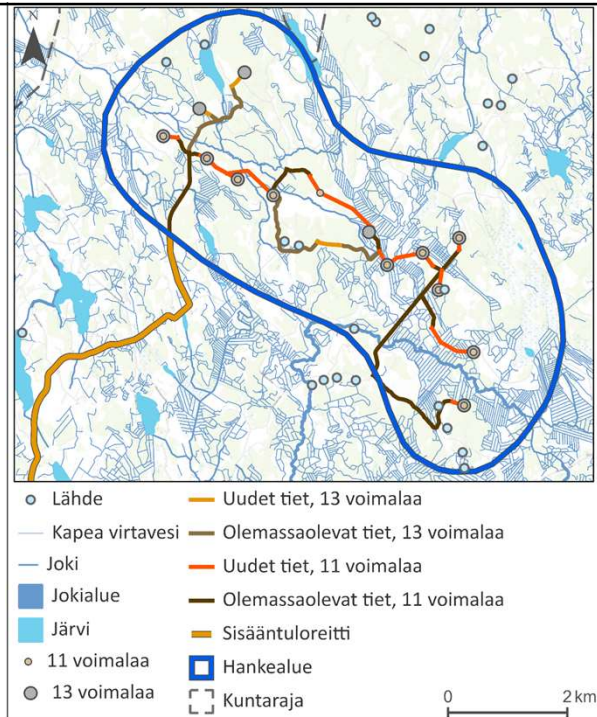 N
Lähde
Kapea virtavesi
Joki
Jokialue
Järvi
11 voimalaa
13 voimalaa
Uudet tiet, 13 voimalaa
Olemassaolevat tiet, 13 voimalaa
Uudet tiet, 11 voimalaa
Olemassaolevat tiet, 11 voimalaa
Sisääntuloreitti
Hankealue
Kuntaraja
0 2 km